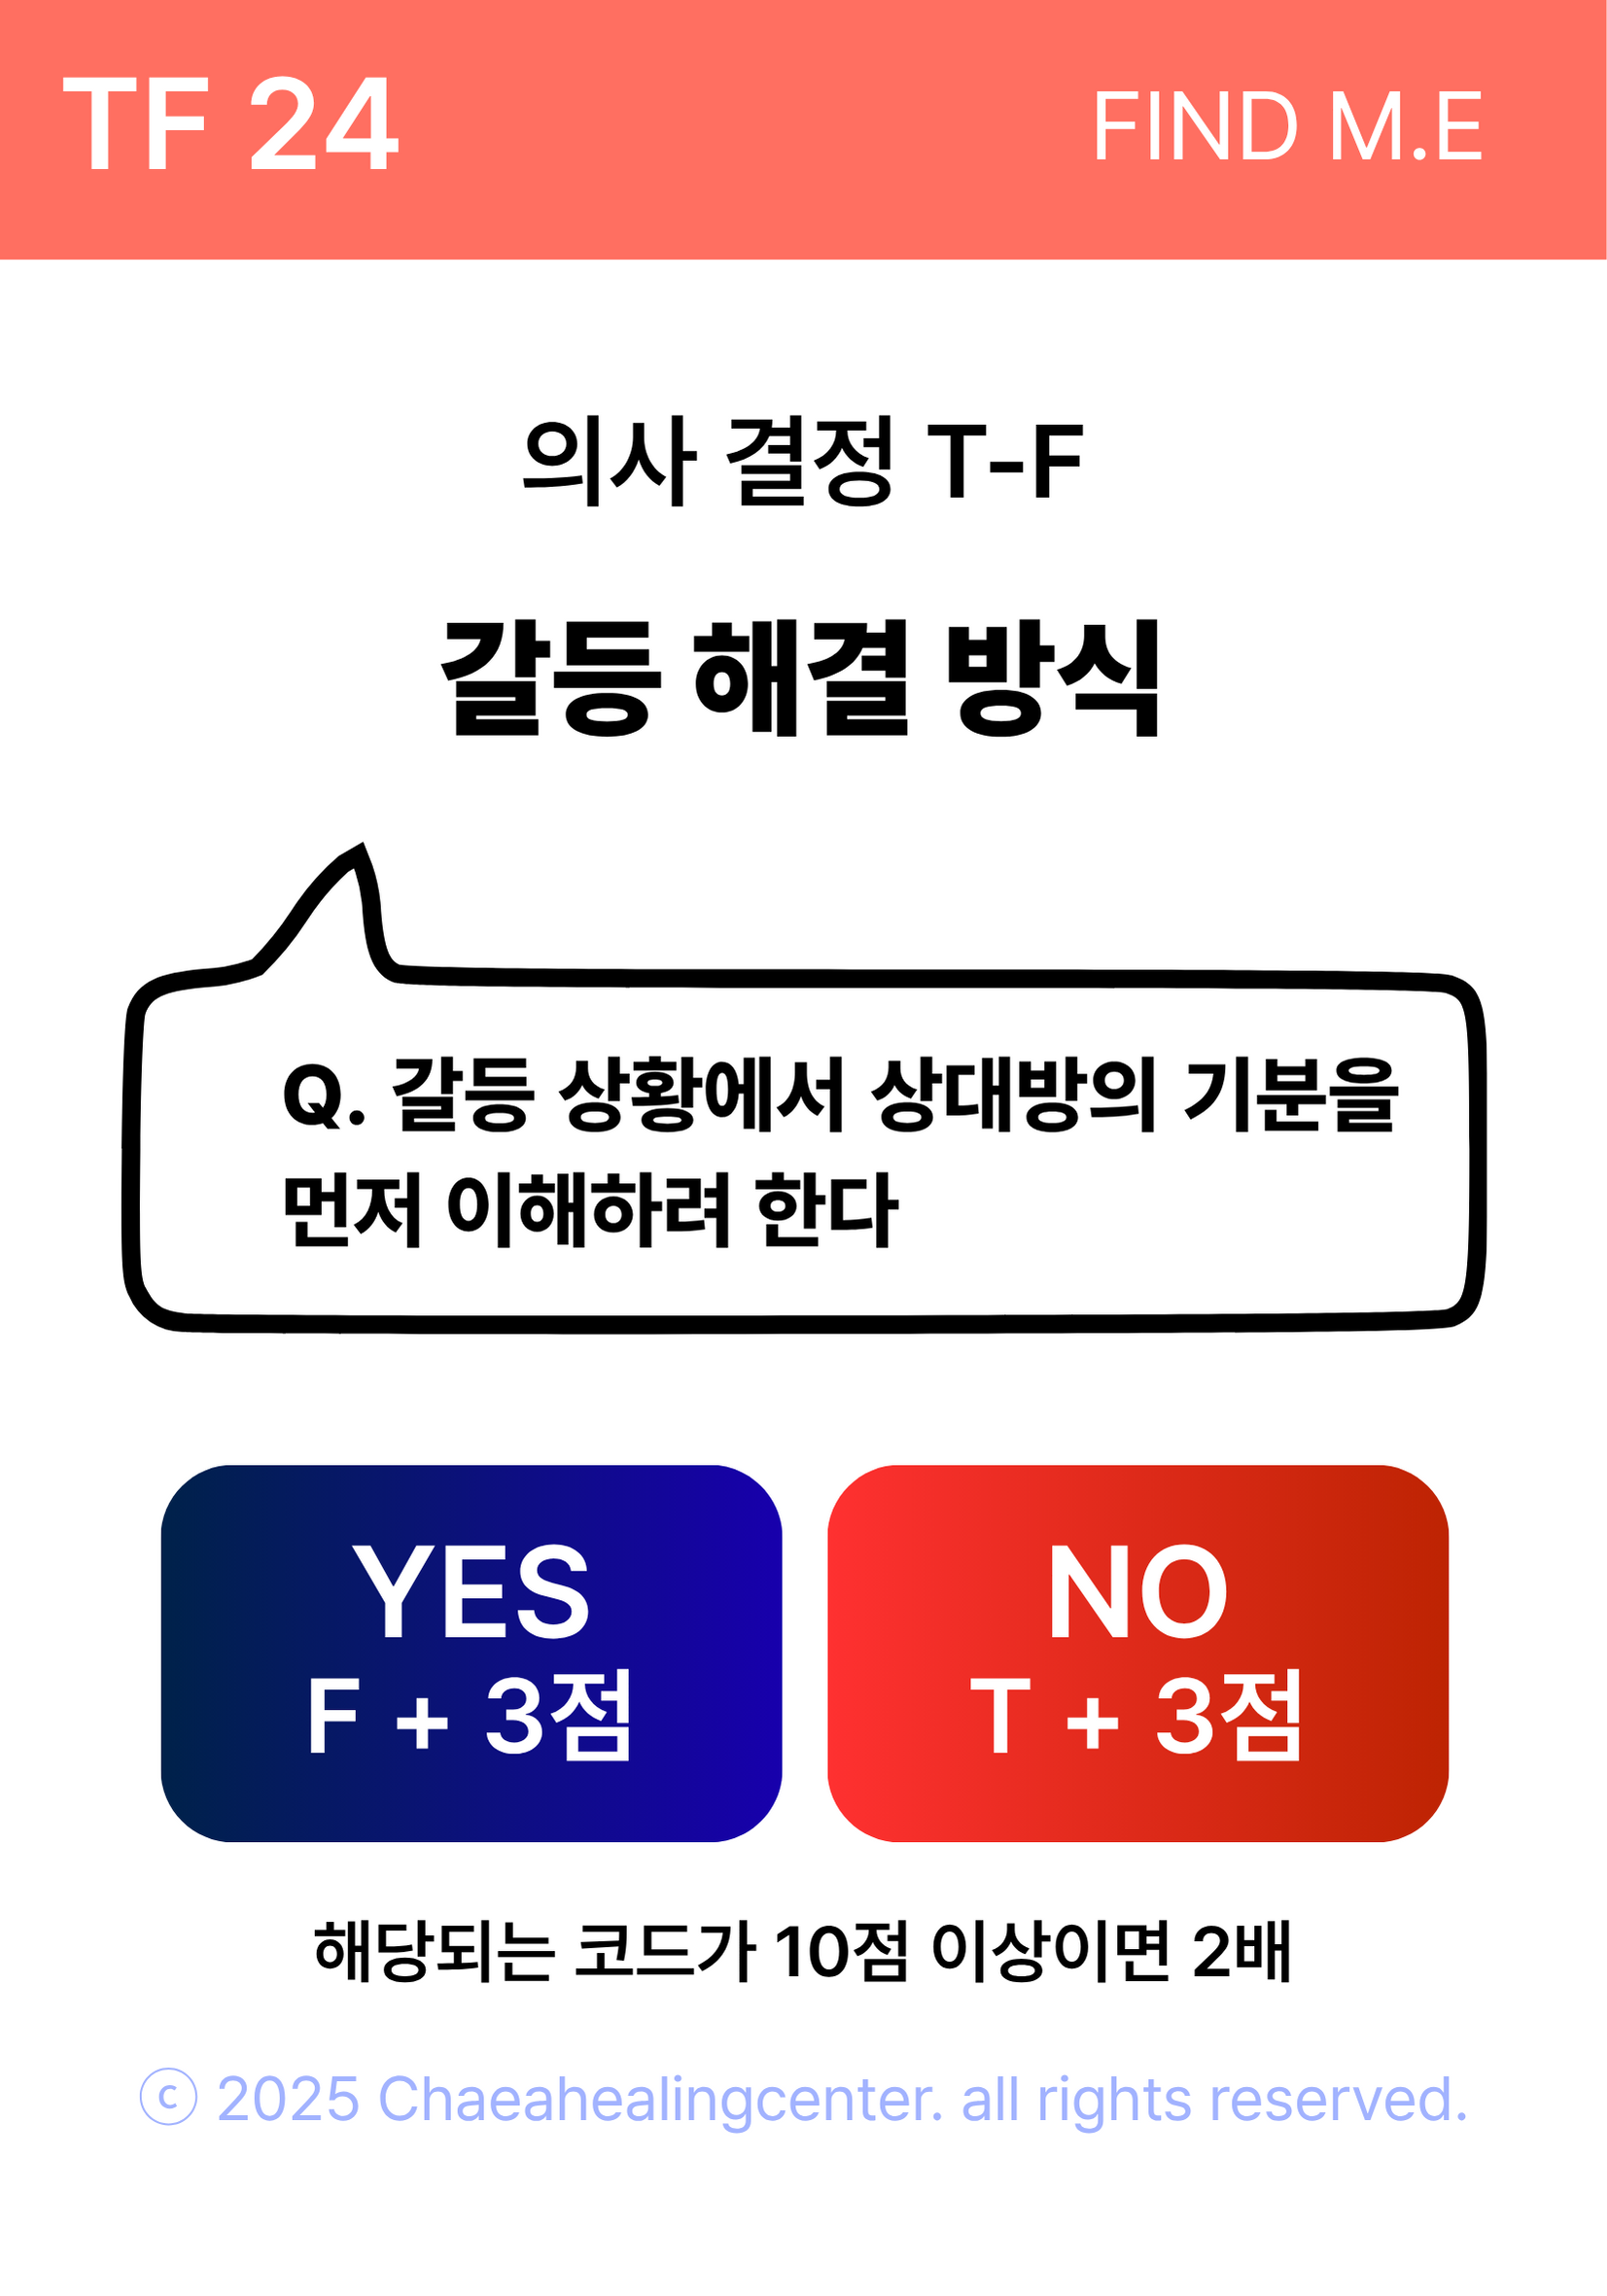 TF 24
FIND M.E
의사 결정 T-F
갈등 해결 방식
Q. 갈등 상황에서 상대방의 기분을
먼저 이해하려 한다
YES
F + 3점
NO
T + 3점
해당되는 코드가 10점 이상이면 2배
© 2025 Chaeahealingcenter. all rights reserved.